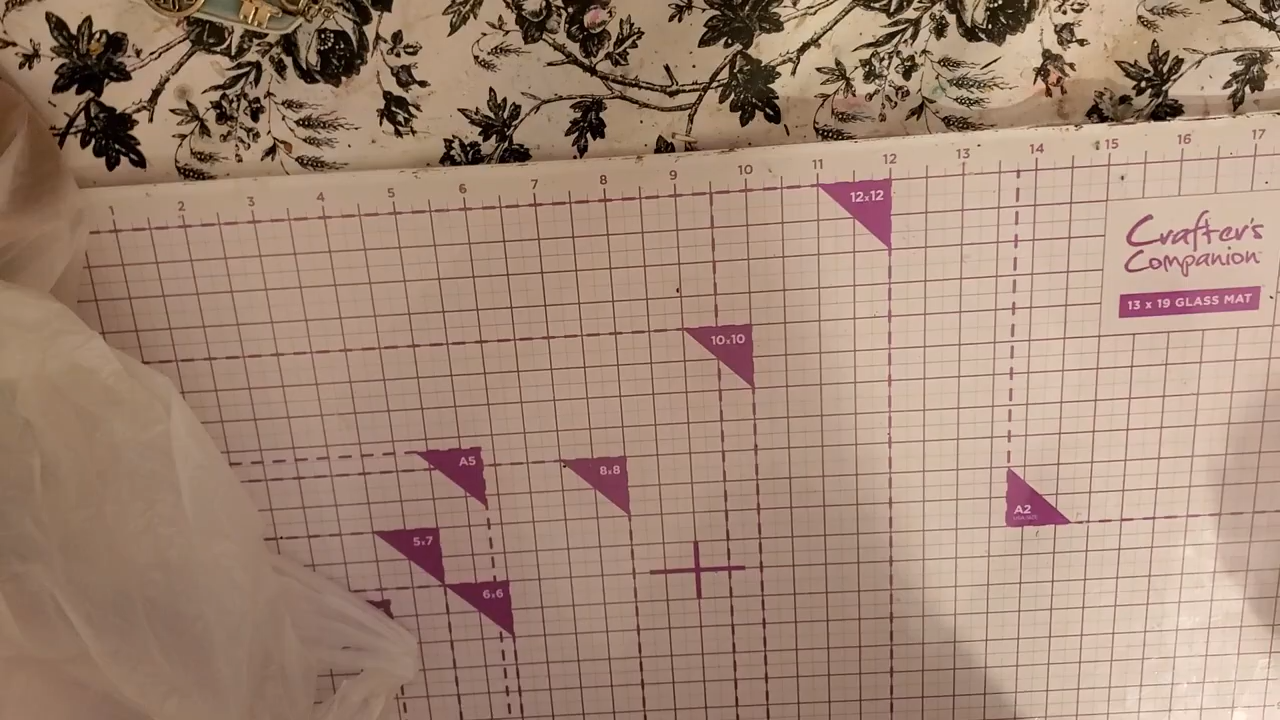 1 2 3 4 5 6 7 8 9 10 11 12 13 14 15 16 17
12x12
Crafter's
Companion
13 x 19 GLASS MAT
10x10
A5
8x8
A2
5x7
6x6